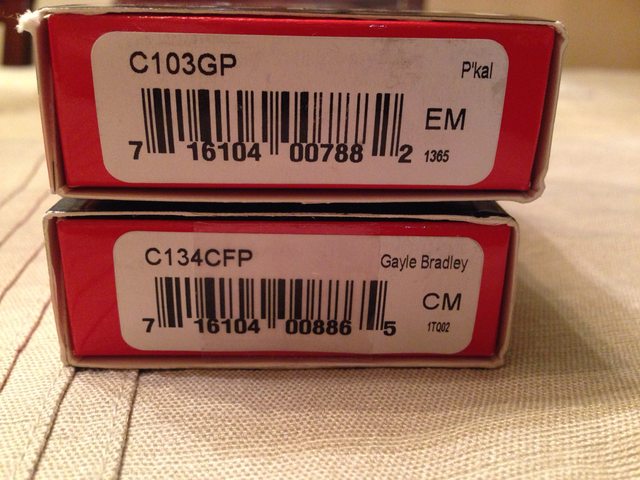 C103GP P'kal
EM
7 16104 00788 2 1365
C134CFP Gayle Bradley
CM
7 16104 00886 5 1TQ02